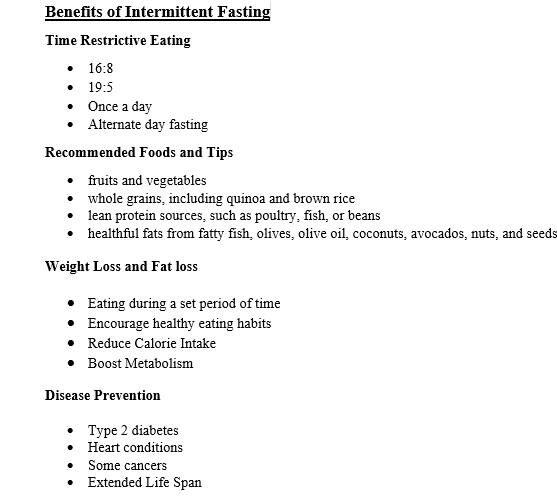 Benefits of Intermittent Fasting
Time Restrictive Eating
• 16:8
• 19:5
• Once a day
• Alternate day fasting
Recommended Foods and Tips
• fruits and vegetables
• whole grains, including quinoa and brown rice
• lean protein sources, such as poultry, fish, or beans
• healthful fats from fatty fish, olives, olive oil, coconuts, avocados, nuts, and seeds
Weight Loss and Fat loss
• Eating during a set period of time
• Encourage healthy eating habits
• Reduce Calorie Intake
• Boost Metabolism
Disease Prevention
• Type 2 diabetes
• Heart conditions
• Some cancers
• Extended Life Span